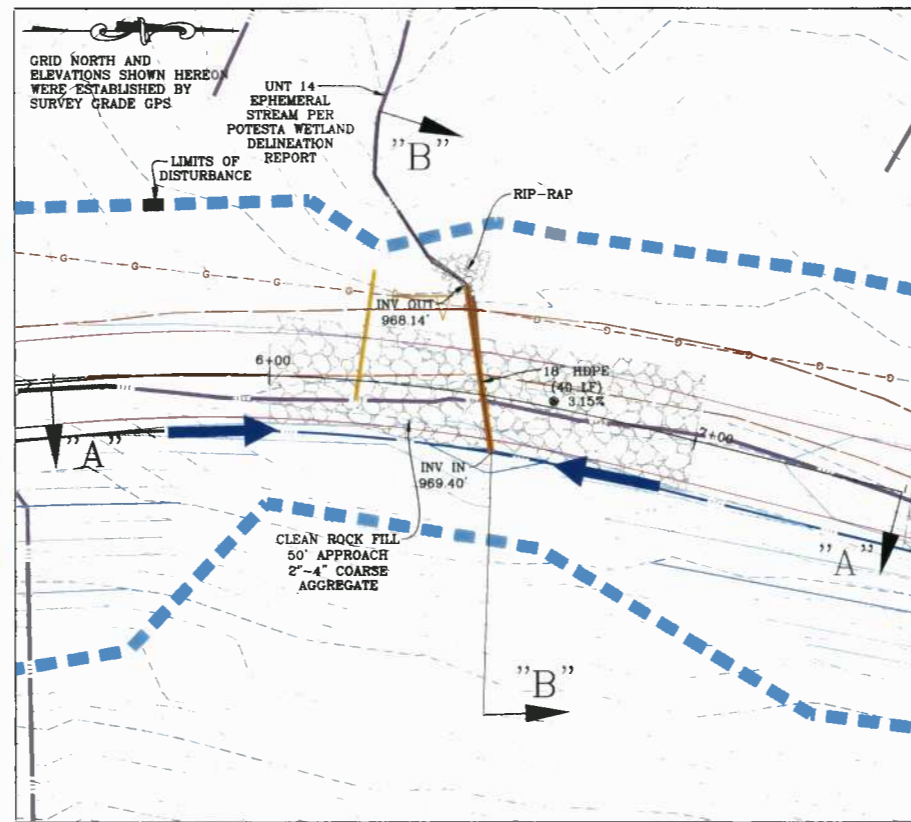 GRID NORTH AND
ELEVATIONS SHOWN HEREON
WERE ESTABLISHED BY
SURVEY GRADE GPS
UNT 14
EPHEMERAL
STREAM PER
POTESTA WETLAND
DELINEATION
REPORT
"B"
LIMITS OF
DISTURBANCE
RIP-RAP
G G G G G G G G G
INV OUT
968.14'
6+00
18" HDPE
(40 LF)
@ 3.15%
"A"
7+00
INV IN
969.40'
CLEAN ROCK FILL
50' APPROACH
2"-4" COARSE
AGGREGATE
"A"
"B"